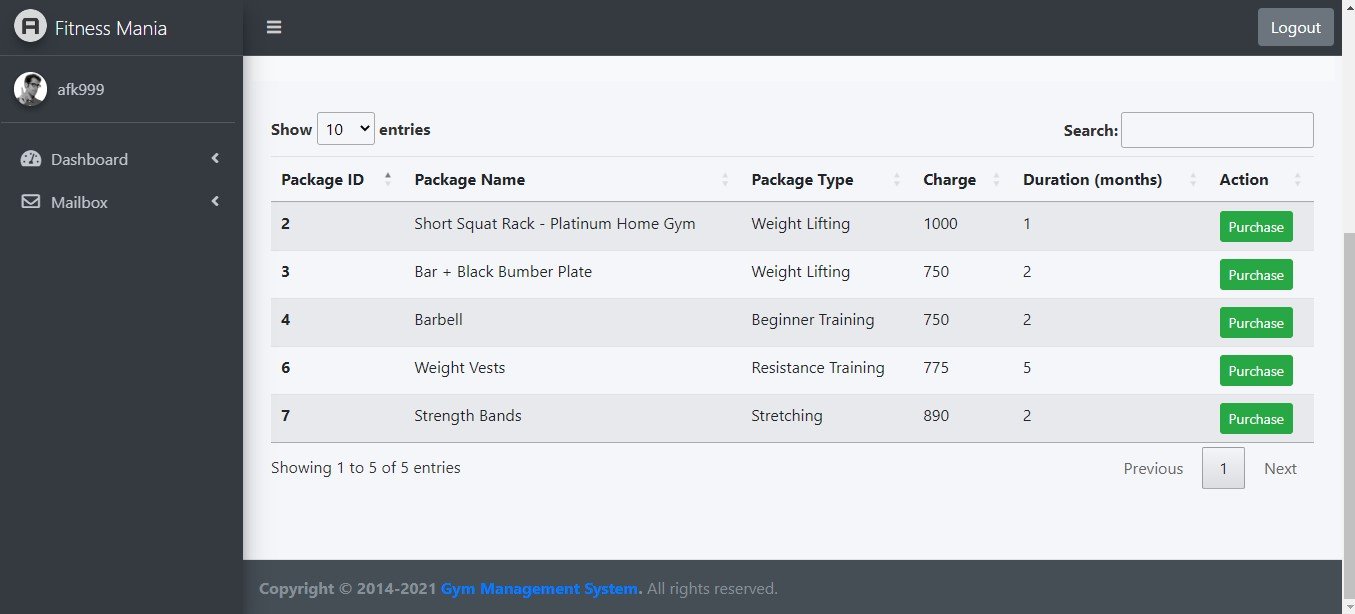 Fitness Mania
Logout
afk999
Dashboard
Mailbox
Show 10 entries
Search:
Package ID Package Name Package Type Charge Duration (months) Action
2 Short Squat Rack - Platinum Home Gym Weight Lifting 1000 1 Purchase
3 Bar + Black Bumber Plate Weight Lifting 750 2 Purchase
4 Barbell Beginner Training 750 2 Purchase
6 Weight Vests Resistance Training 775 5 Purchase
7 Strength Bands Stretching 890 2 Purchase
Showing 1 to 5 of 5 entries
Previous 1 Next
Copyright © 2014-2021 Gym Management System. All rights reserved.